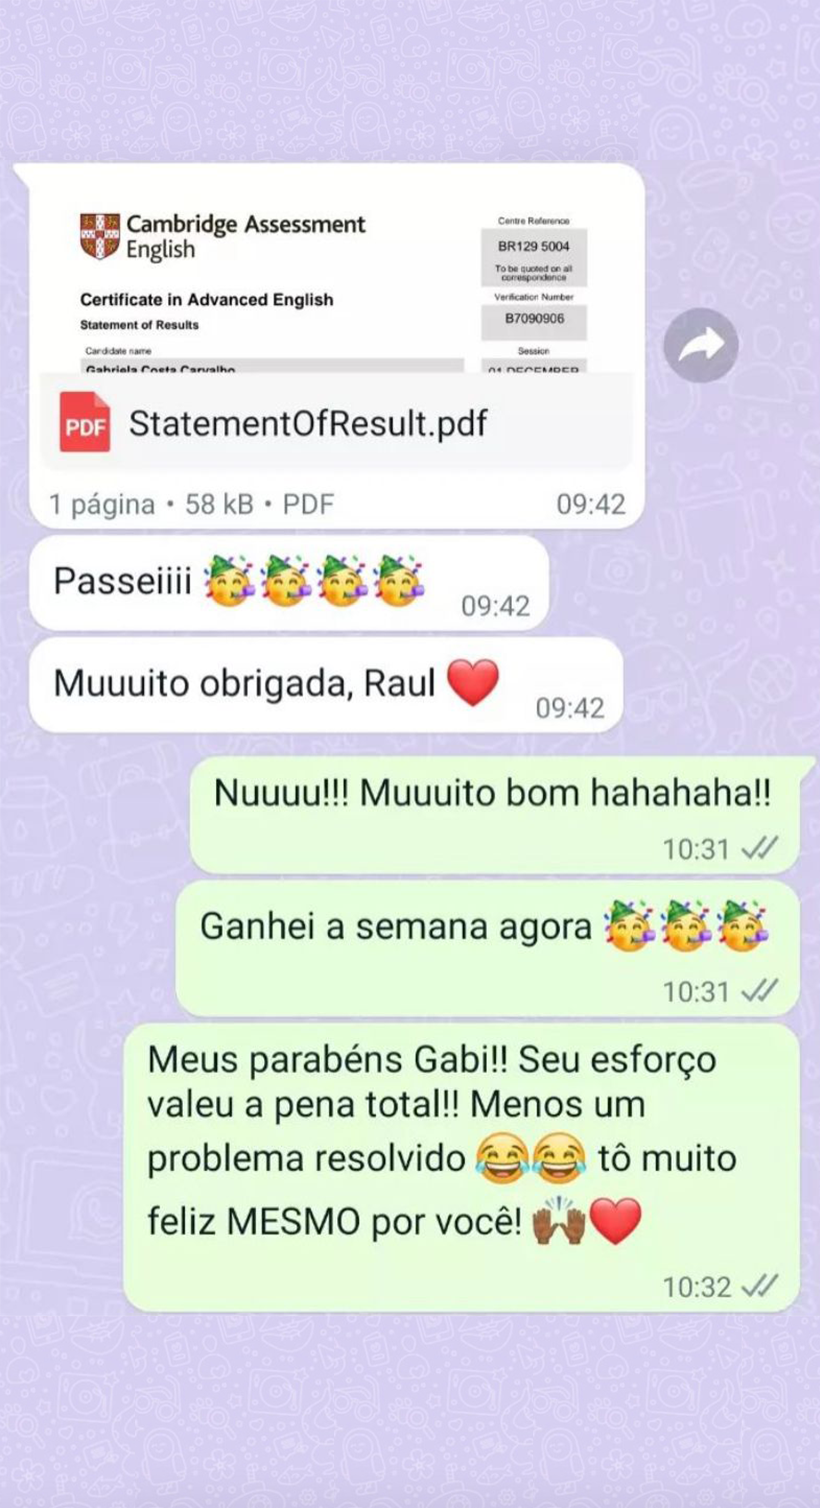 Cambridge Assessment
English
Centre Reference
BR129 5004
To be quoted on all
correspondence
Certificate in Advanced English
Verification Number
Statement of Results
B7090906
Candidate name
Session
Gabriela Costa Carvalho
01 DECEMBER
PDF
StatementOfResult.pdf
1 página • 58 kB • PDF
09:42
Passeiiii 🥳🥳🥳🥳
09:42
Muuuito obrigada, Raul ❤️
09:42
Nuuuu!!! Muuuito bom hahahaha!!
10:31
Ganhei a semana agora 🥳🥳🥳
10:31
Meus parabéns Gabi!! Seu esforço
valeu a pena total!! Menos um
problema resolvido 😂😂 tô muito
feliz MESMO por você! 🙌🏾❤️
10:32